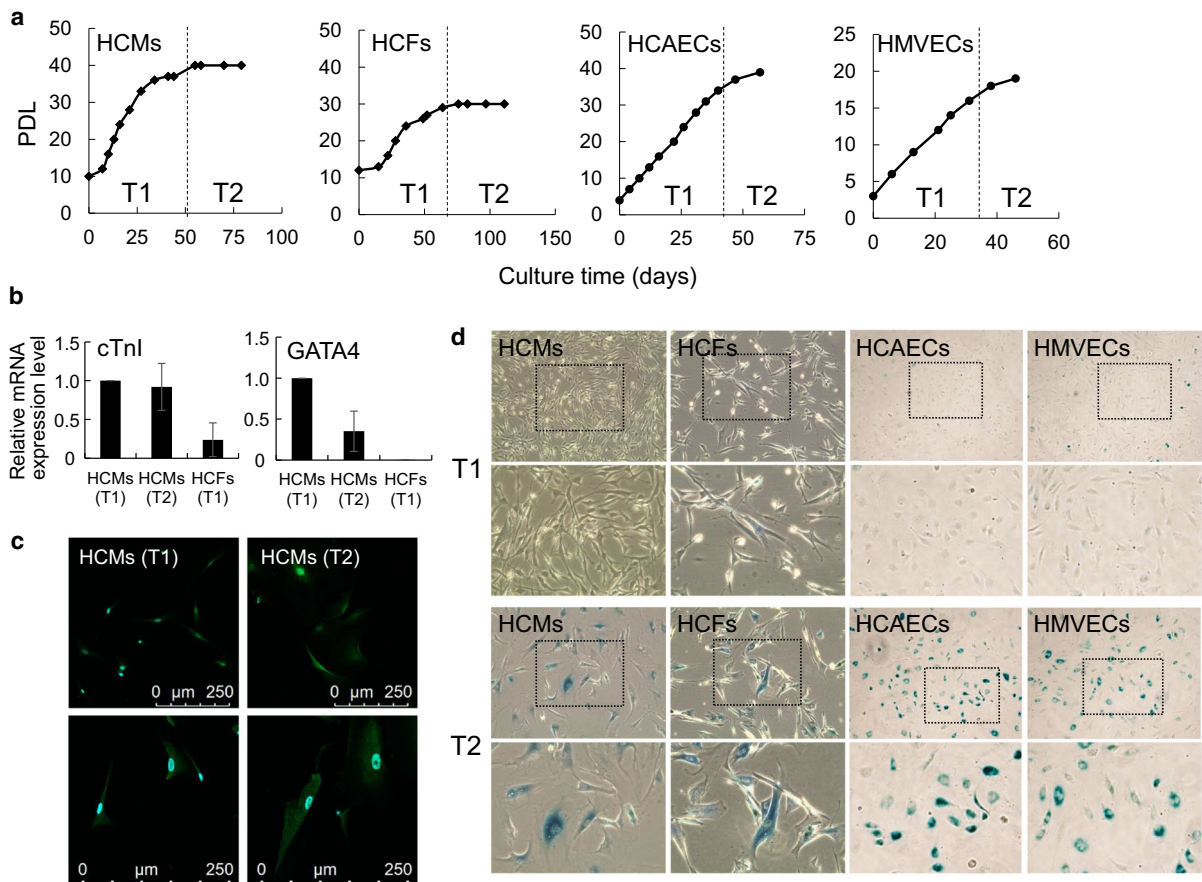 a
HCMs
HCFs
HCAECs
HMVECs
PDL
50
40
30
20
10
0
T1 T2
0 50 100
50
40
30
20
10
0
T1 T2
0 50 100 150
50
40
30
20
10
0
T1 T2
0 25 50 75
25
20
15
10
5
0
T1 T2
0 20 40 60
Culture time (days)
b
Relative mRNA
expression level
cTnI
1.5
1.0
0.5
0
HCMs (T1)
HCMs (T2)
HCFs (T1)
GATA4
1.5
1.0
0.5
0
HCMs (T1)
HCMs (T2)
HCFs (T1)
c
HCMs (T1)
HCMs (T2)
0 µm 250
0 µm 250
0 µm 250
0 µm 250
d
T1
HCMs
HCFs
HCAECs
HMVECs
T2
HCMs
HCFs
HCAECs
HMVECs